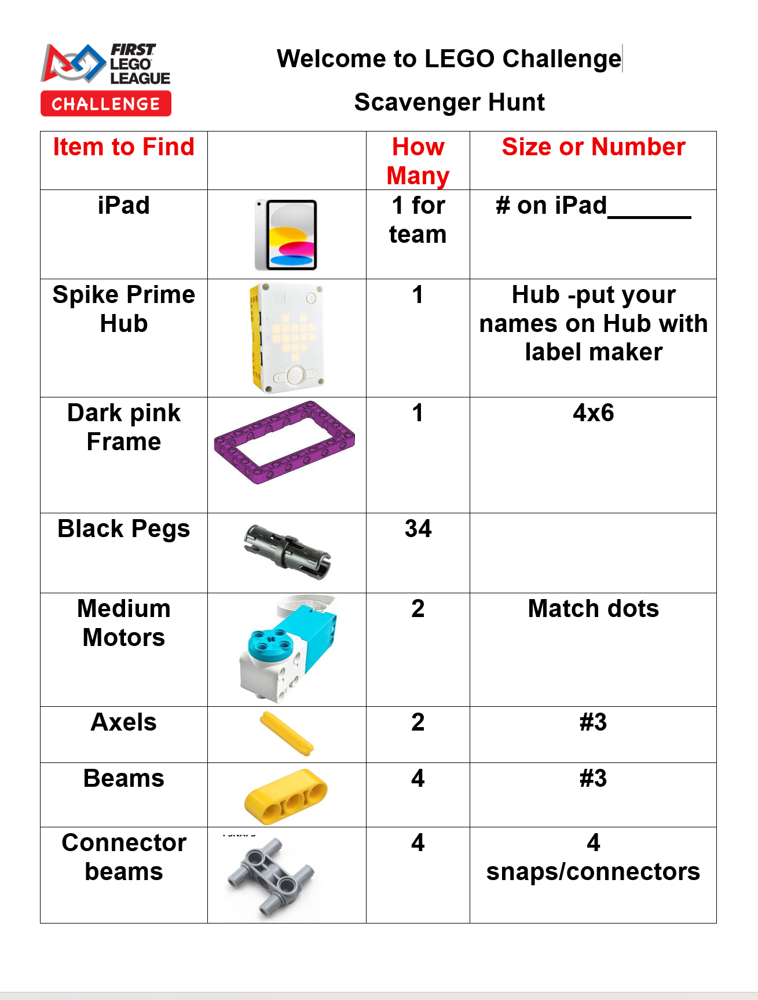 FIRST
LEGO
LEAGUE
CHALLENGE
Welcome to LEGO Challenge
Scavenger Hunt
Item to Find
How
Many
Size or Number
iPad
1 for
team
# on iPad______
Spike Prime
Hub
1
Hub -put your
names on Hub with
label maker
Dark pink
Frame
1
4x6
Black Pegs
34
Medium
Motors
2
Match dots
Axels
2
#3
Beams
4
#3
Connector
beams
4
4
snaps/connectors